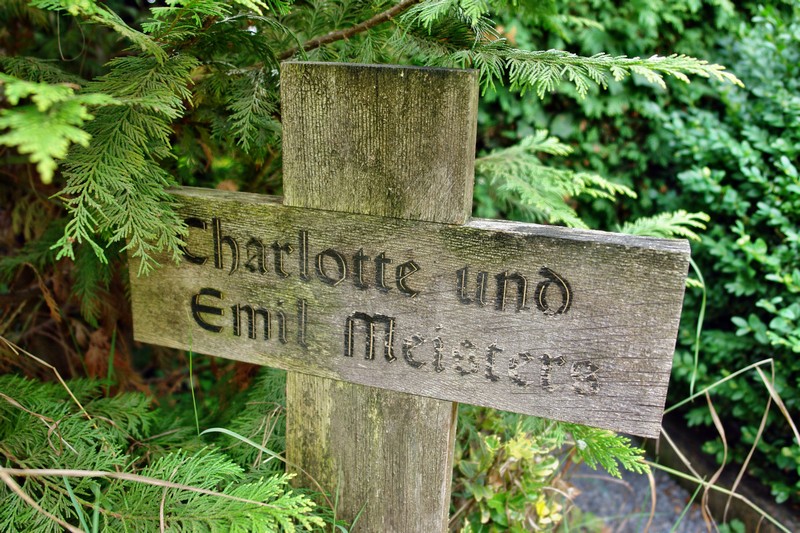 Charlotte und
Emil Meisters